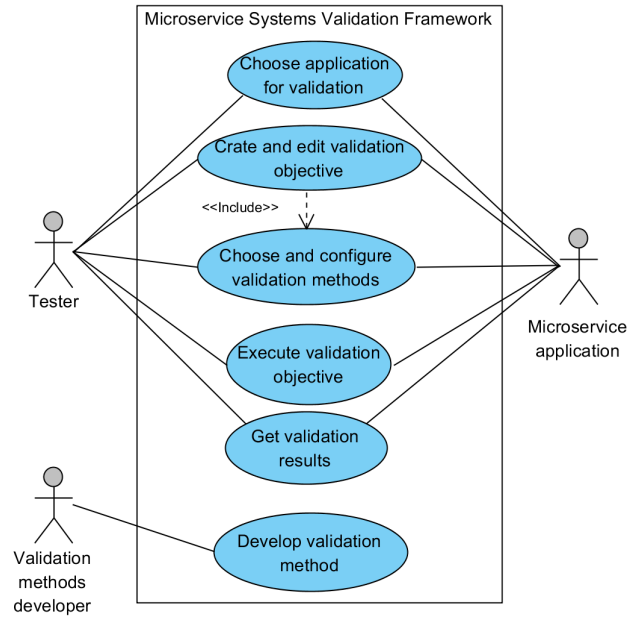 Microservice Systems Validation Framework
Choose application
for validation
Crate and edit validation
objective
<<Include>>
Choose and configure
validation methods
Tester
Microservice
application
Execute validation
objective
Get validation
results
Develop validation
method
Validation
methods
developer